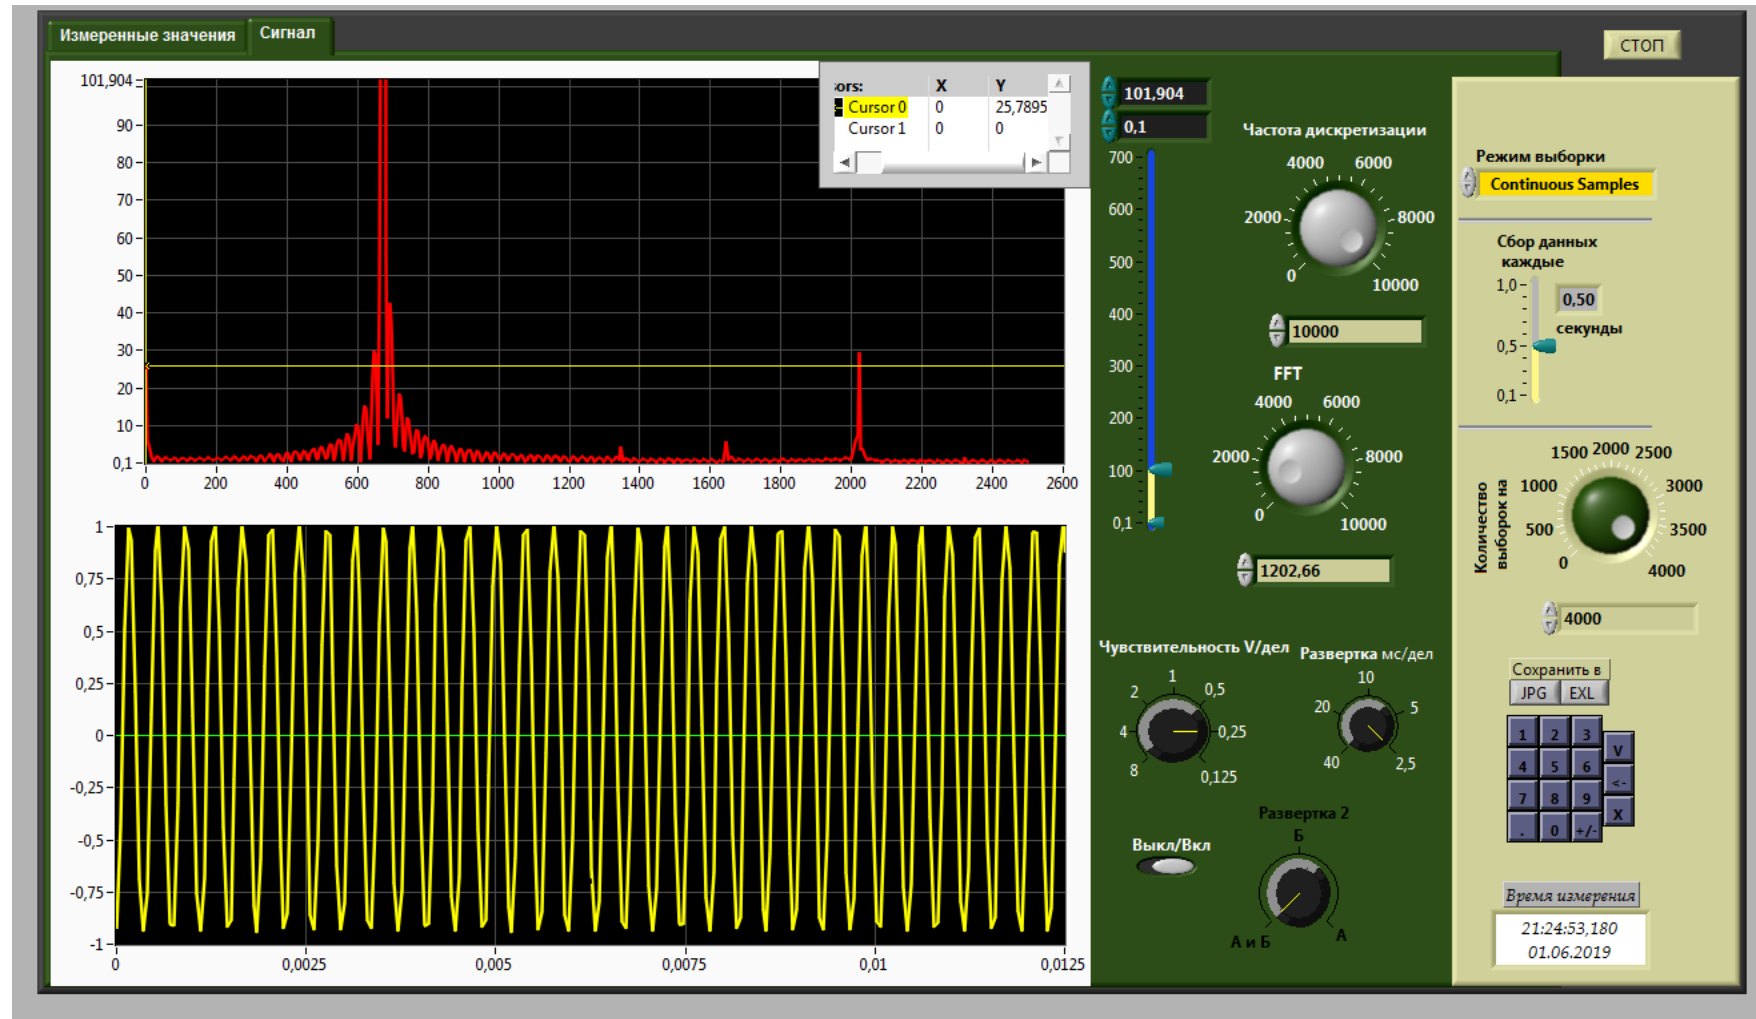 Измеренные значения
Сигнал
СТОП
101,904
90
80
70
60
50
40
30
20
10
0,1
0 200 400 600 800 1000 1200 1400 1600 1800 2000 2200 2400 2600
ors: X Y
Cursor 0 0 25,7895
Cursor 1 0 0
1
0,75
0,5
0,25
0
-0,25
-0,5
-0,75
-1
0 0,0025 0,005 0,0075 0,01 0,0125
101,904
0,1
700
600
500
400
300
200
100
0,1
Частота дискретизации
4000 6000
2000 8000
0 10000
10000
FFT
4000 6000
2000 8000
0 10000
1202,66
Чувствительность V/дел
1
2 0,5
4 0,25
8 0,125
Развертка мс/дел
10
20 5
40 2,5
Развертка 2
Б
А и Б А
Выкл/Вкл
Режим выборки
Continuous Samples
Сбор данных
каждые
1,0
0,50
секунды
0,5
0,1
Количество
выборок на
1500 2000 2500
1000 3000
500 3500
0 4000
4000
Сохранить в
JPG EXL
1 2 3 V
4 5 6 <-
7 8 9 X
. 0 +/-
Время измерения
21:24:53,180
01.06.2019